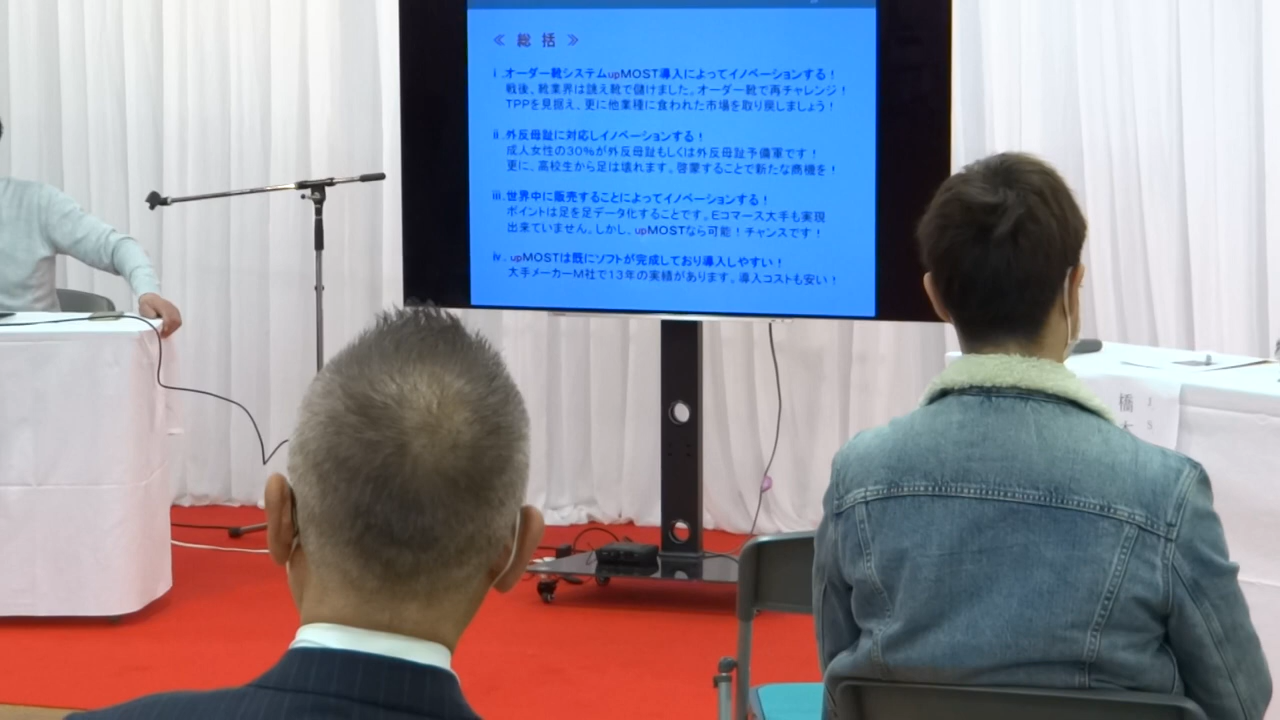 ≪ 総 括 ≫
ⅰ.オーダー靴システムupMOST導入によってイノベーションする！
戦後、靴業界は誂え靴で儲けました。オーダー靴で再チャレンジ！
TPPを見据え、更に他業種に食われた市場を取り戻しましょう！
ⅱ.外反母趾に対応しイノベーションする！
成人女性の30%が外反母趾もしくは外反母趾予備軍です！
更に、高校生から足は壊れます。啓蒙することで新たな商機を！
ⅲ.世界中に販売することによってイノベーションする！
ポイントは足を足データ化することです。Eコマース大手も実現
出来ていません。しかし、upMOSTなら可能！チャンスです！
ⅳ. upMOSTは既にソフトが完成しており導入しやすい！
大手メーカーM社で13年の実績があります。導入コストも安い！
橋